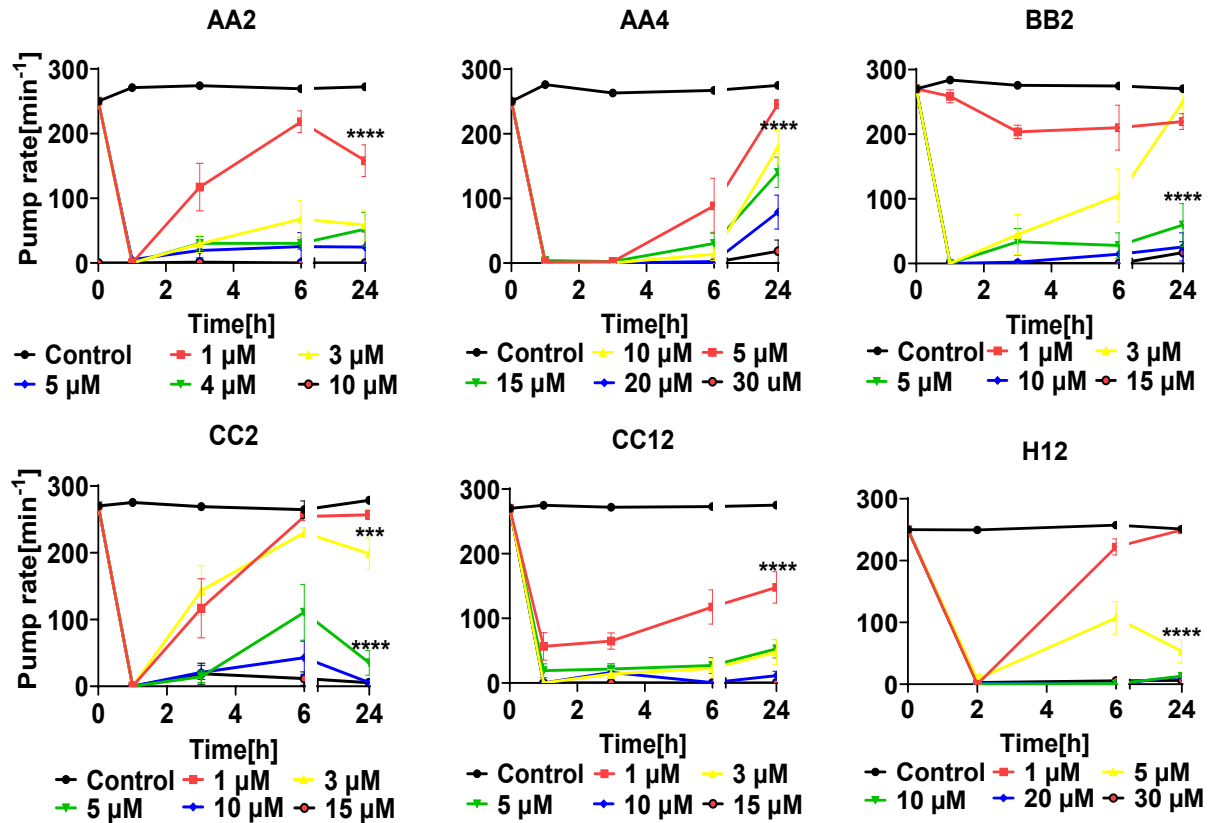 AA2
Pump rate[min⁻¹]
300
200
100
0
0 2 4 6 24
****
Time[h]
Control 1 µM 3 µM
5 µM 4 µM 10 µM
AA4
300
200
100
0
0 2 4 6 24
****
Time[h]
Control 10 µM 5 µM
15 µM 20 µM 30 uM
BB2
300
200
100
0
0 2 4 6 24
****
Time[h]
Control 1 µM 3 µM
5 µM 10 µM 15 µM
CC2
Pump rate[min⁻¹]
300
200
100
0
0 2 4 6 24
***
****
Time[h]
Control 1 µM 3 µM
5 µM 10 µM 15 µM
CC12
300
200
100
0
0 2 4 6 24
****
Time[h]
Control 1 µM 3 µM
5 µM 10 µM 15 µM
H12
300
200
100
0
0 2 4 6 24
****
Time[h]
Control 1 µM 5 µM
10 µM 20 µM 30 µM